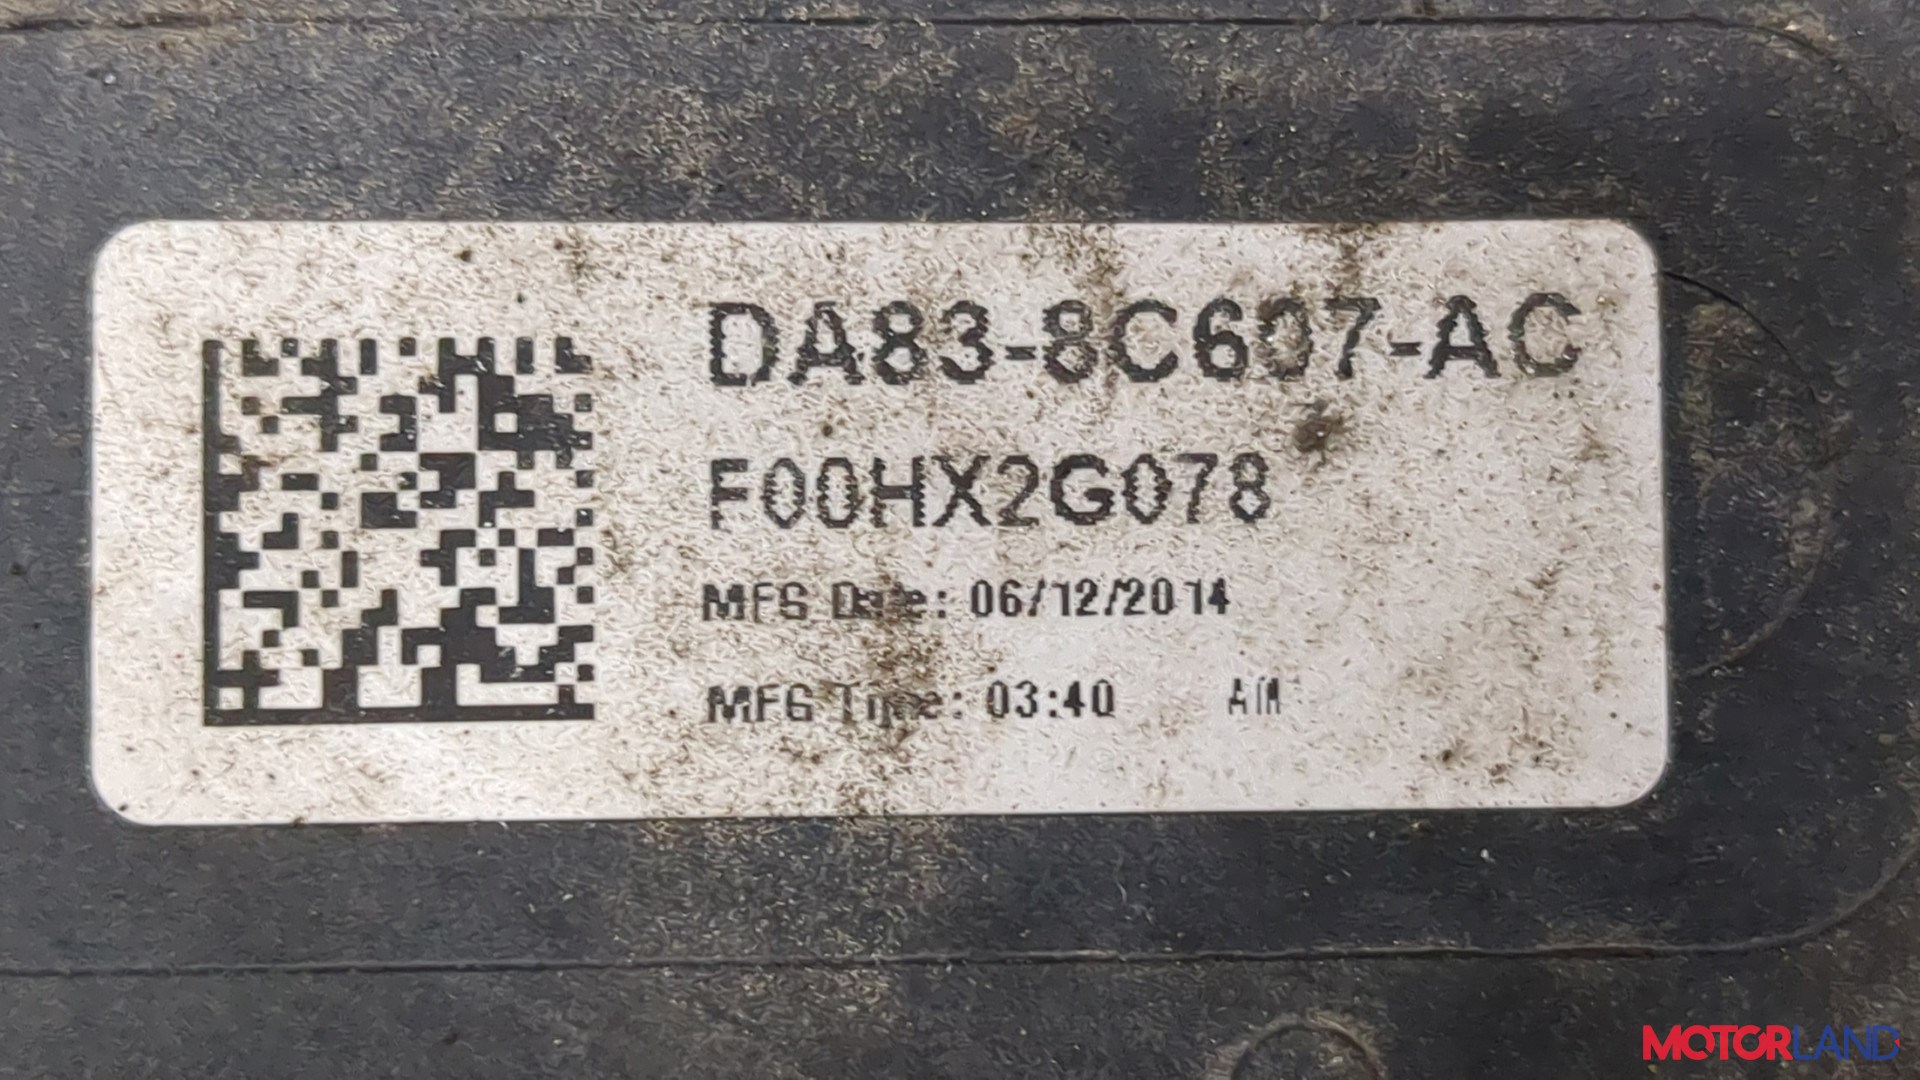 DA83-8C607-AC
F00HX2G078
MFG Date: 06/12/2014
MFG Time: 03:40 AM
MOTORLAND